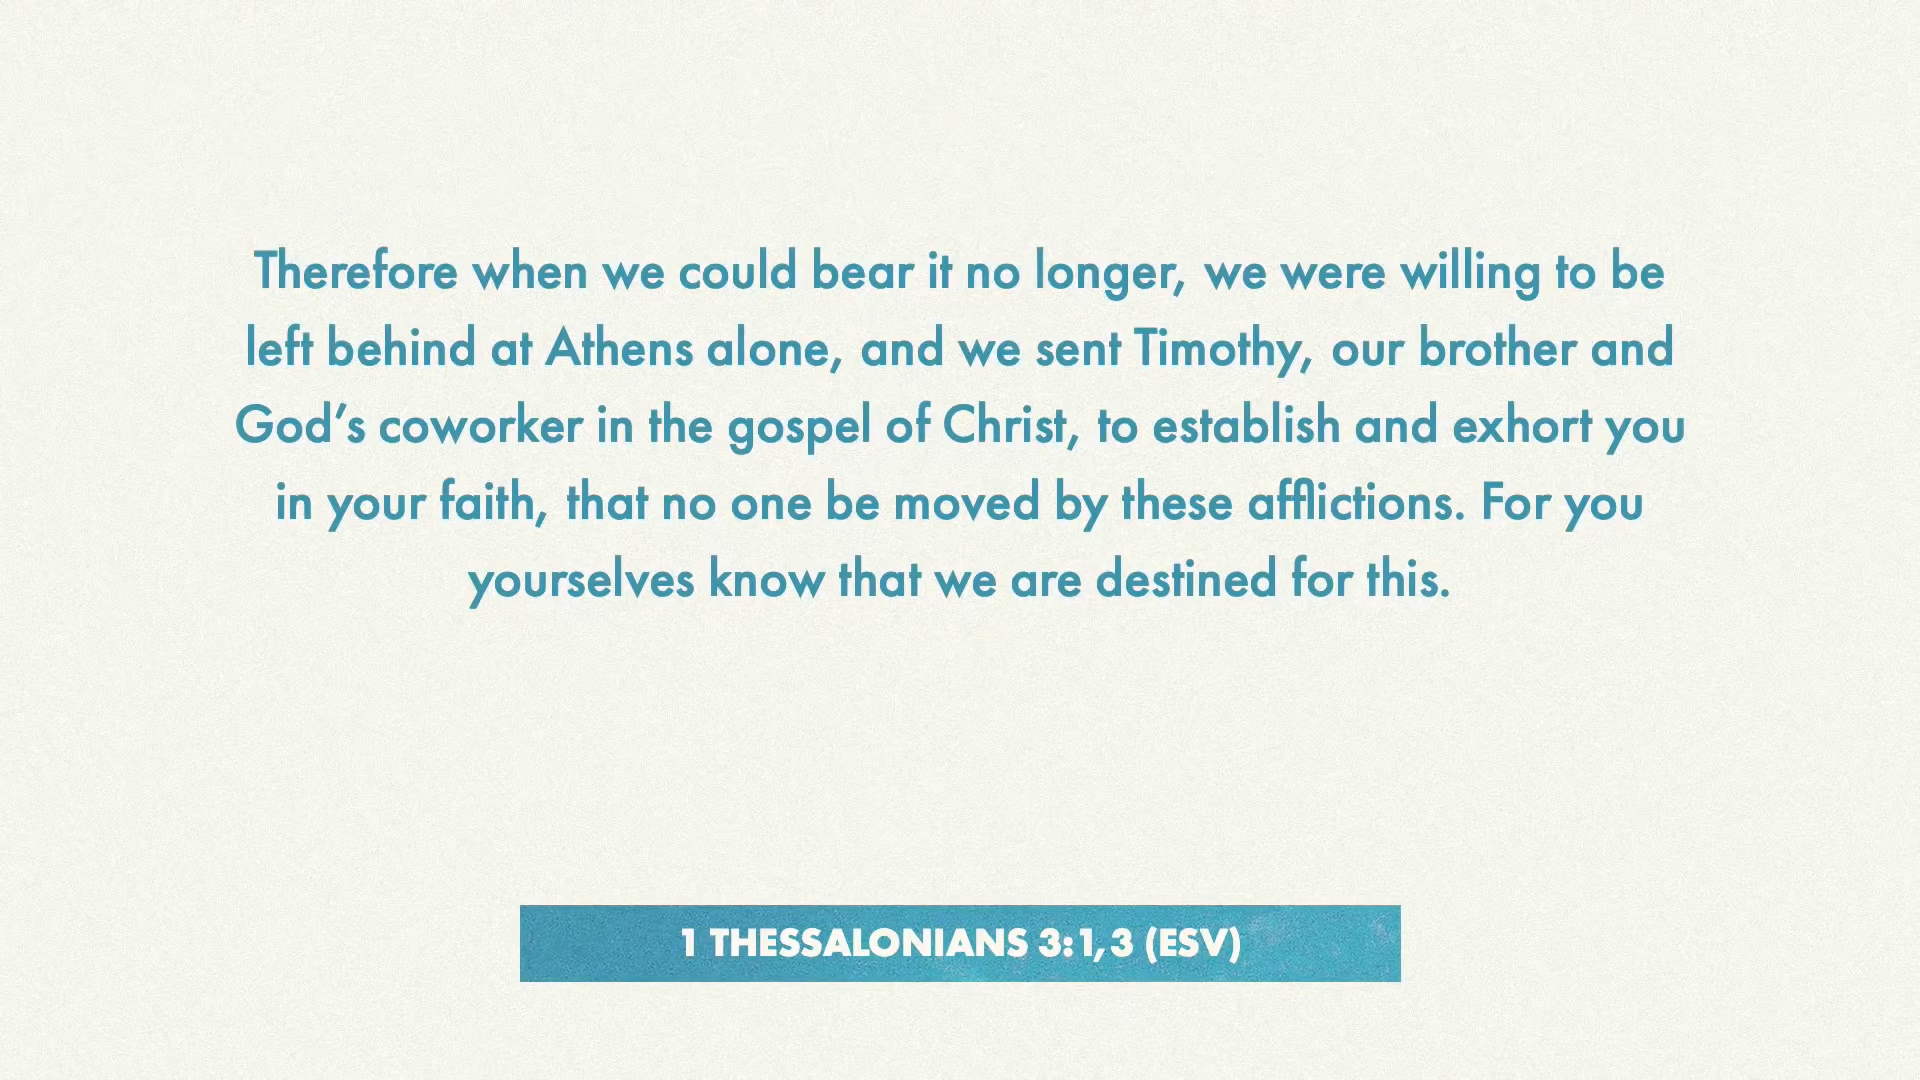 Therefore when we could bear it no longer, we were willing to be
left behind at Athens alone, and we sent Timothy, our brother and
God’s coworker in the gospel of Christ, to establish and exhort you
in your faith, that no one be moved by these afflictions. For you
yourselves know that we are destined for this.
1 THESSALONIANS 3:1,3 (ESV)